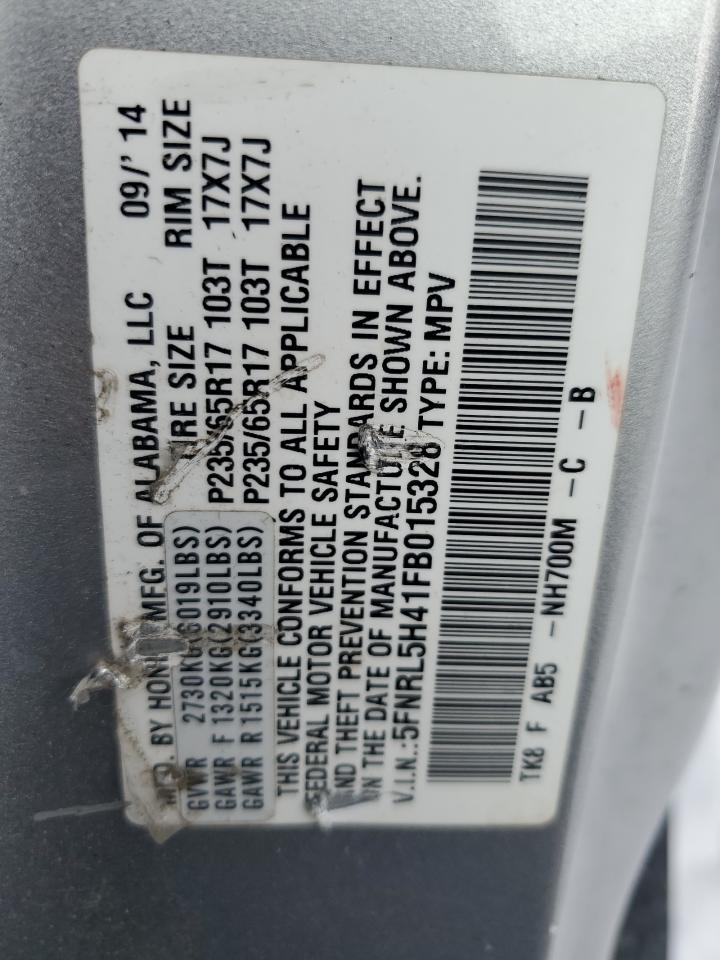 MFG. BY HONDA MFG. OF ALABAMA, LLC 09/' 14
GVWR 2730KG(6019LBS) TIRE SIZE RIM SIZE
GAWR F 1320KG(2910LBS) P235/65R17 103T 17X7J
GAWR R 1515KG(3340LBS) P235/65R17 103T 17X7J
THIS VEHICLE CONFORMS TO ALL APPLICABLE
FEDERAL MOTOR VEHICLE SAFETY
AND THEFT PREVENTION STANDARDS IN EFFECT
ON THE DATE OF MANUFACTURE SHOWN ABOVE.
V.I.N.:5FNRL5H41FB015328 TYPE: MPV
TK8 F AB5 -NH700M -C -B